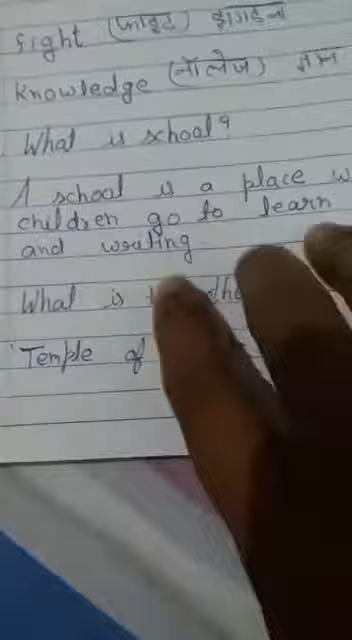 Fight (फाइट) झगड़ना
Knowledge (नॉलेज) ज्ञान
What is school?
A school is a place
children go to learn
and writing
What is
Temple of